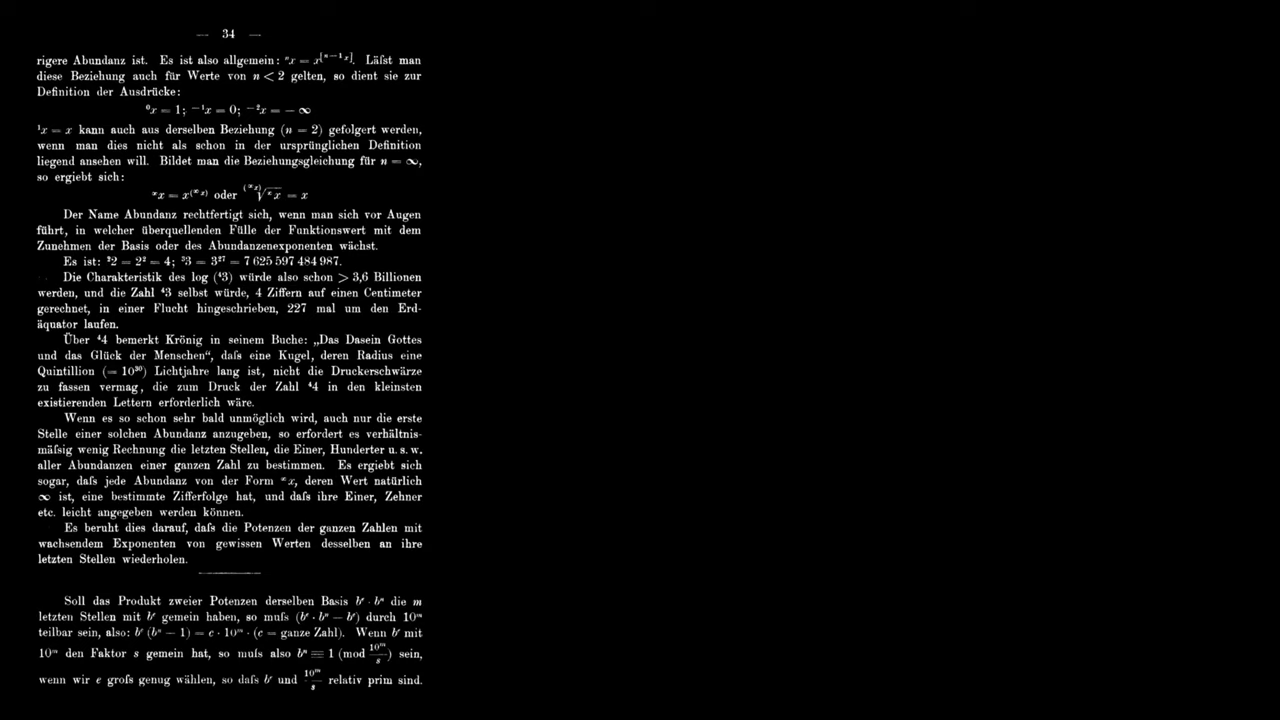 — 34 —
rigere Abundanz ist. Es ist also allgemein: ⁿx = x^[ⁿ⁻¹x]. Läſst man
diese Beziehung auch für Werte von n < 2 gelten, so dient sie zur
Definition der Ausdrücke:
⁰x = 1; ⁻¹x = 0; ⁻²x = — ∞
¹x = x kann auch aus derselben Beziehung (n = 2) gefolgert werden,
wenn man dies nicht als schon in der ursprünglichen Definition
liegend ansehen will. Bildet man die Beziehungsgleichung für n = ∞,
so ergiebt sich:
^∞x = x^(^∞x) oder ^(^∞x)√^∞x = x
Der Name Abundanz rechtfertigt sich, wenn man sich vor Augen
führt, in welcher überquellenden Fülle der Funktionswert mit dem
Zunehmen der Basis oder des Abundanzenexponenten wächst.
Es ist: ²2 = 2² = 4; ³3 = 3²⁷ = 7 625 597 484 987.
Die Charakteristik des log (⁴3) würde also schon > 3,6 Billionen
werden, und die Zahl ⁴3 selbst würde, 4 Ziffern auf einen Centimeter
gerechnet, in einer Flucht hingeschrieben, 227 mal um den Erd-
äquator laufen.
Über ⁴4 bemerkt Krönig in seinem Buche: „Das Dasein Gottes
und das Glück der Menschen“, daſs eine Kugel, deren Radius eine
Quintillion (= 10³⁰) Lichtjahre lang ist, nicht die Druckerschwärze
zu fassen vermag, die zum Druck der Zahl ⁴4 in den kleinsten
existierenden Lettern erforderlich wäre.
Wenn es so schon sehr bald unmöglich wird, auch nur die erste
Stelle einer solchen Abundanz anzugeben, so erfordert es verhältnis-
mäſsig wenig Rechnung die letzten Stellen, die Einer, Hunderter u. s. w.
aller Abundanzen einer ganzen Zahl zu bestimmen. Es ergiebt sich
sogar, daſs jede Abundanz von der Form ^∞x, deren Wert natürlich
∞ ist, eine bestimmte Zifferfolge hat, und daſs ihre Einer, Zehner
etc. leicht angegeben werden können.
Es beruht dies darauf, daſs die Potenzen der ganzen Zahlen mit
wachsendem Exponenten von gewissen Werten desselben an ihre
letzten Stellen wiederholen.
Soll das Produkt zweier Potenzen derselben Basis bʳ · bⁿ die m
letzten Stellen mit bʳ gemein haben, so muſs (bʳ · bⁿ — bʳ) durch 10ᵐ
teilbar sein, also: bʳ (bⁿ — 1) = c · 10ᵐ · (c = ganze Zahl). Wenn bʳ mit
10ᵐ den Faktor s gemein hat, so muſs also bⁿ ≡ 1 (mod 10ᵐ/s) sein,
wenn wir e groſs genug wählen, so daſs bʳ und 10ᵐ/s relativ prim sind.